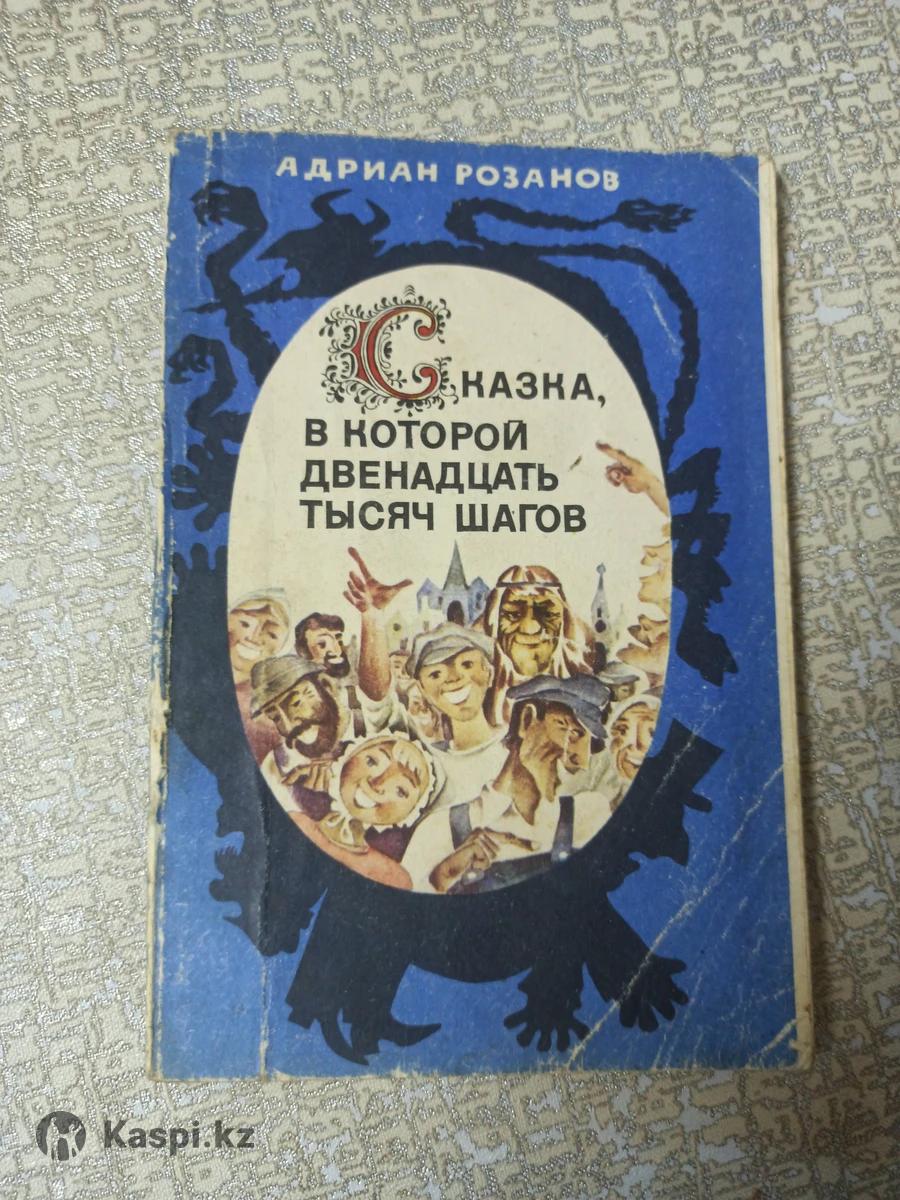 АДРИАН РОЗАНОВ
СКАЗКА,
В КОТОРОЙ
ДВЕНАДЦАТЬ
ТЫСЯЧ ШАГОВ
Kaspi.kz